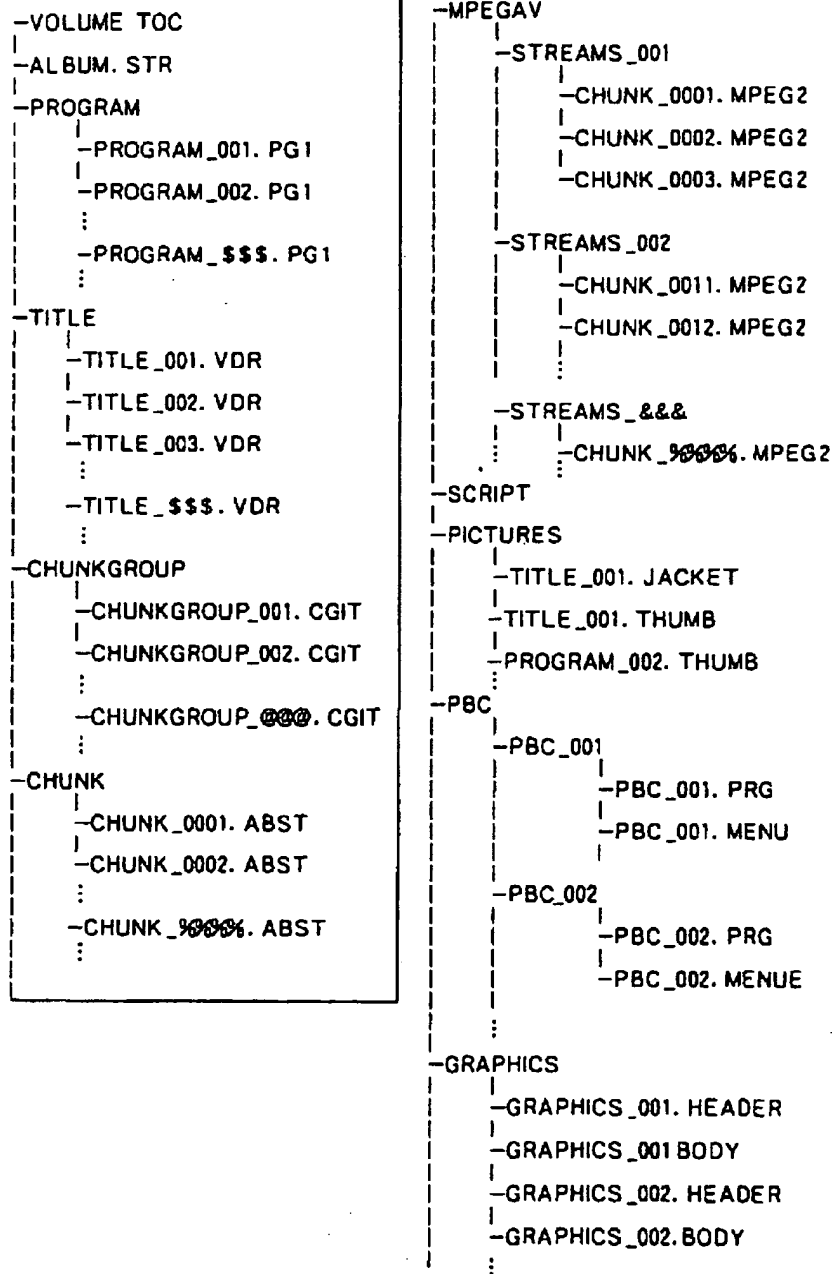 -VOLUME TOC
-ALBUM. STR
-PROGRAM
-PROGRAM_001. PG1
-PROGRAM_002. PG1
-PROGRAM_$$$. PG1
-TITLE
-TITLE_001. VDR
-TITLE_002. VDR
-TITLE_003. VDR
-TITLE_$$$. VDR
-CHUNKGROUP
-CHUNKGROUP_001. CGIT
-CHUNKGROUP_002. CGIT
-CHUNKGROUP_@@@. CGIT
-CHUNK
-CHUNK_0001. ABST
-CHUNK_0002. ABST
-CHUNK_%%%%. ABST
-MPEGAV
-STREAMS_001
-CHUNK_0001. MPEG2
-CHUNK_0002. MPEG2
-CHUNK_0003. MPEG2
-STREAMS_002
-CHUNK_0011. MPEG2
-CHUNK_0012. MPEG2
-STREAMS_&&&
-CHUNK_%%%%. MPEG2
-SCRIPT
-PICTURES
-TITLE_001. JACKET
-TITLE_001. THUMB
-PROGRAM_002. THUMB
-PBC
-PBC_001
-PBC_001. PRG
-PBC_001. MENU
-PBC_002
-PBC_002. PRG
-PBC_002. MENUE
-GRAPHICS
-GRAPHICS_001. HEADER
-GRAPHICS_001 BODY
-GRAPHICS_002. HEADER
-GRAPHICS_002. BODY